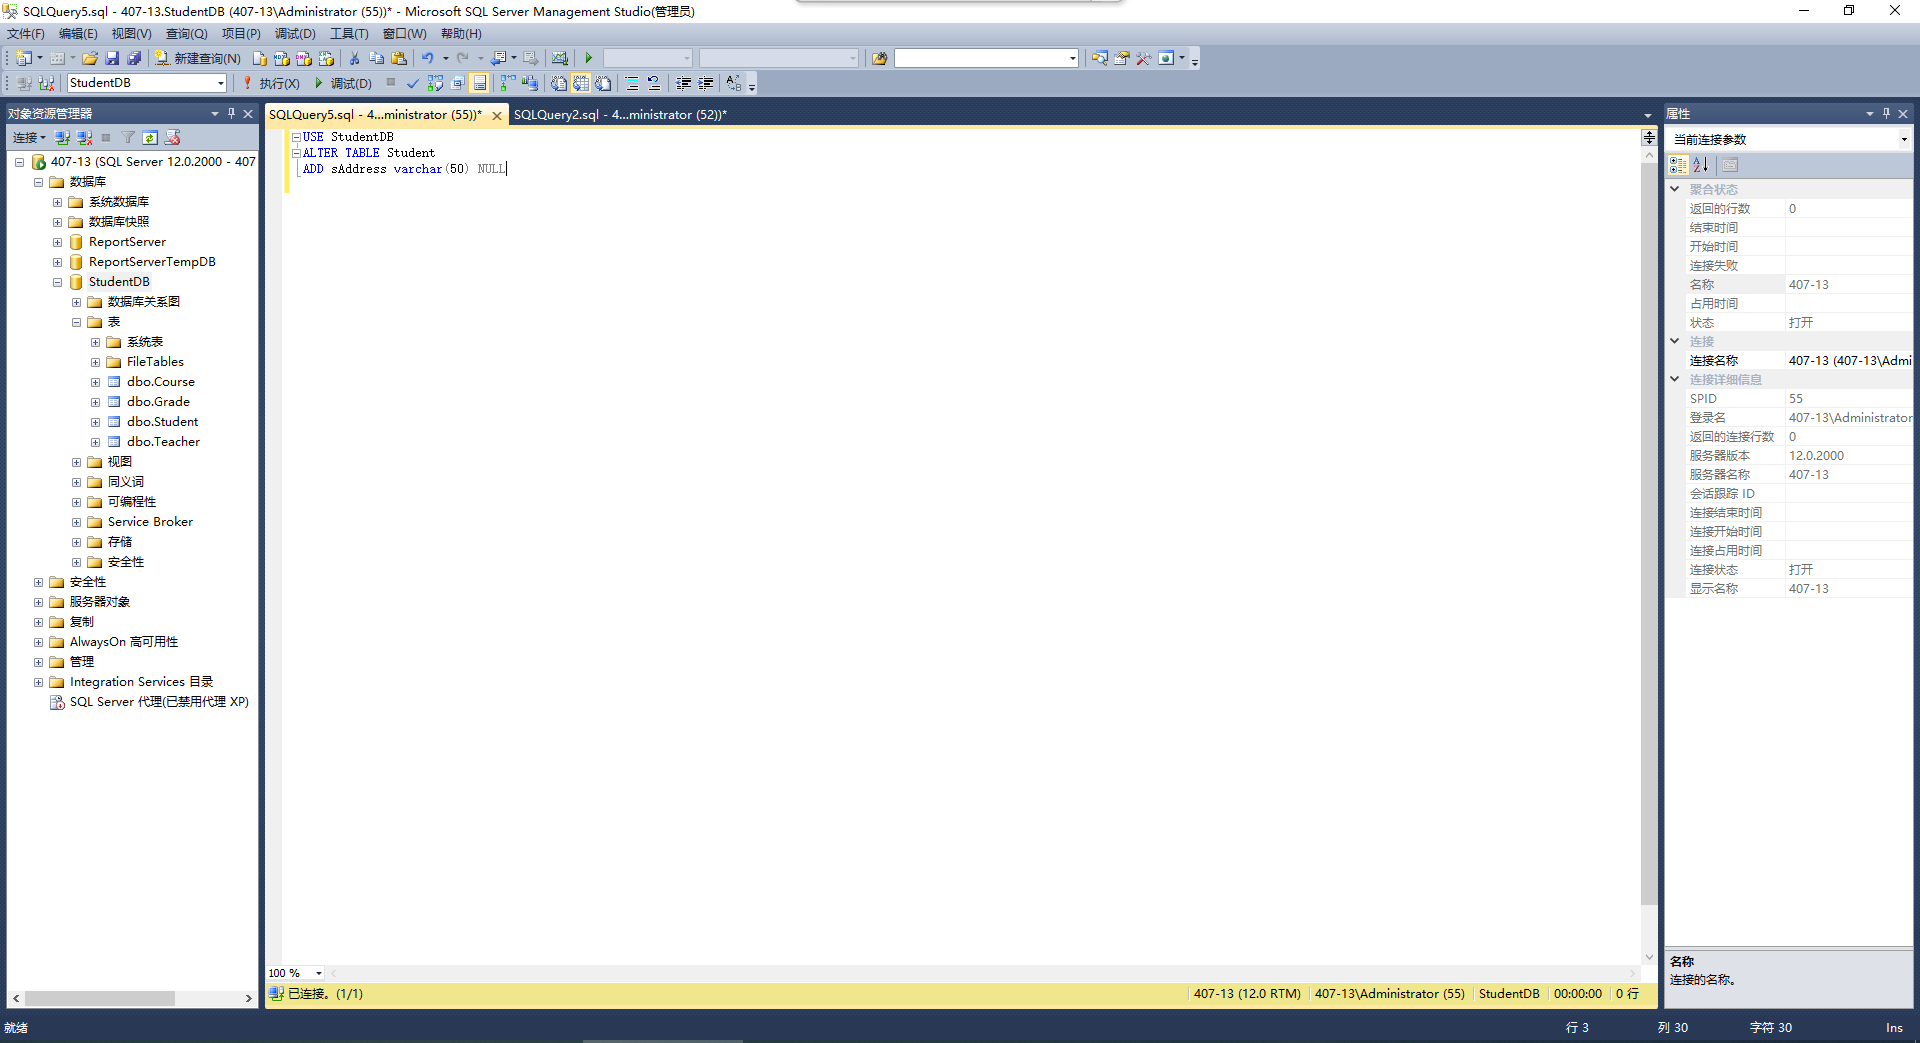 SQLQuery5.sql - 407-13.StudentDB (407-13\Administrator (55))* - Microsoft SQL Server Management Studio(管理员)
文件(F) 编辑(E) 视图(V) 查询(Q) 项目(P) 调试(D) 工具(T) 窗口(W) 帮助(H)
新建查询(N)
StudentDB 执行(X) 调试(D)
对象资源管理器
连接
407-13 (SQL Server 12.0.2000 - 407
数据库
系统数据库
数据库快照
ReportServer
ReportServerTempDB
StudentDB
数据库关系图
表
系统表
FileTables
dbo.Course
dbo.Grade
dbo.Student
dbo.Teacher
视图
同义词
可编程性
Service Broker
存储
安全性
安全性
服务器对象
复制
AlwaysOn 高可用性
管理
Integration Services 目录
SQL Server 代理(已禁用代理 XP)
SQLQuery5.sql - 4...ministrator (55))* SQLQuery2.sql - 4...ministrator (52))*
USE StudentDB
ALTER TABLE Student
ADD sAddress varchar(50) NULL
100 %
已连接。(1/1) 407-13 (12.0 RTM) 407-13\Administrator (55) StudentDB 00:00:00 0 行
属性
当前连接参数
聚合状态
返回的行数 0
结束时间
开始时间
连接失败
名称 407-13
占用时间
状态 打开
连接
连接名称 407-13 (407-13\Admi
连接详细信息
SPID 55
登录名 407-13\Administrator
返回的连接行数 0
服务器版本 12.0.2000
服务器名称 407-13
会话跟踪 ID
连接结束时间
连接开始时间
连接占用时间
连接状态 打开
显示名称 407-13
名称
连接的名称。
就绪 行 3 列 30 字符 30 Ins